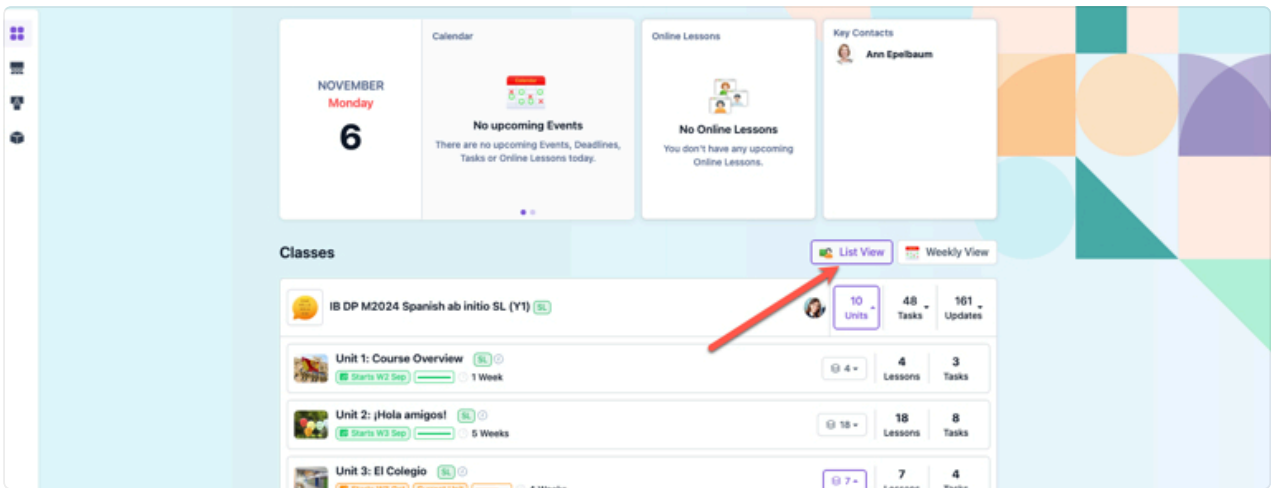 NOVEMBER
Monday
6
Calendar
No upcoming Events
There are no upcoming Events, Deadlines,
Tasks or Online Lessons today.
Online Lessons
No Online Lessons
You don't have any upcoming
Online Lessons.
Key Contacts
Ann Epelbaum
Classes
List View
Weekly View
IB DP M2024 Spanish ab initio SL (Y1) SL
10 Units
48 Tasks
161 Updates
Unit 1: Course Overview SL
Starts W2 Sep 1 Week
4
4 Lessons
3 Tasks
Unit 2: ¡Hola amigos! SL
Starts W3 Sep 5 Weeks
18
18 Lessons
8 Tasks
Unit 3: El Colegio SL
7
7 Lessons
4 Tasks